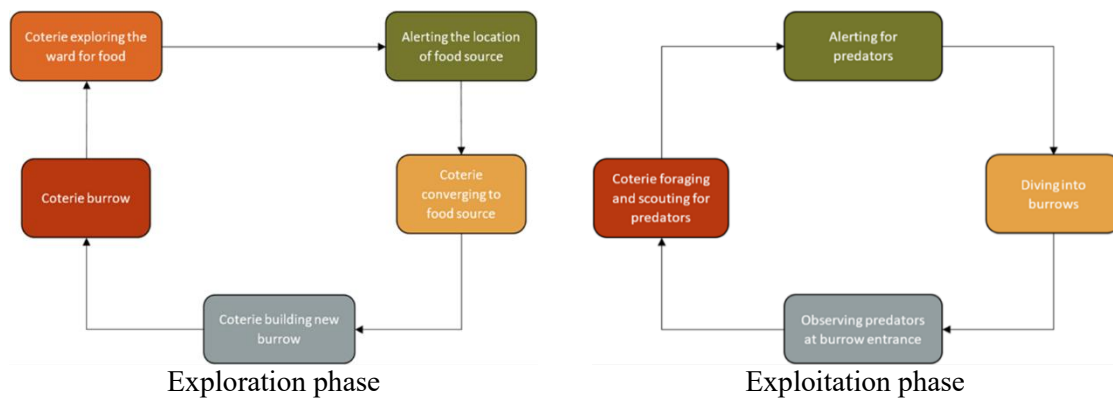 Coterie exploring the
ward for food
Alerting the location
of food source
Coterie burrow
Coterie
converging to
food source
Coterie building new
burrow
Exploration phase
Alerting for
predators
Coterie foraging
and scouting for
predators
Diving into
burrows
Observing predators
at burrow entrance
Exploitation phase